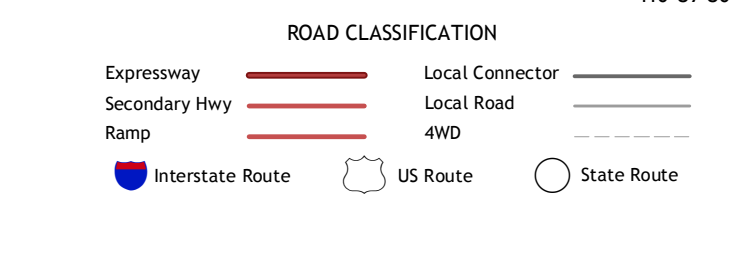 ROAD CLASSIFICATION
Expressway
Local Connector
Secondary Hwy
Local Road
Ramp
4WD
Interstate Route
US Route
State Route